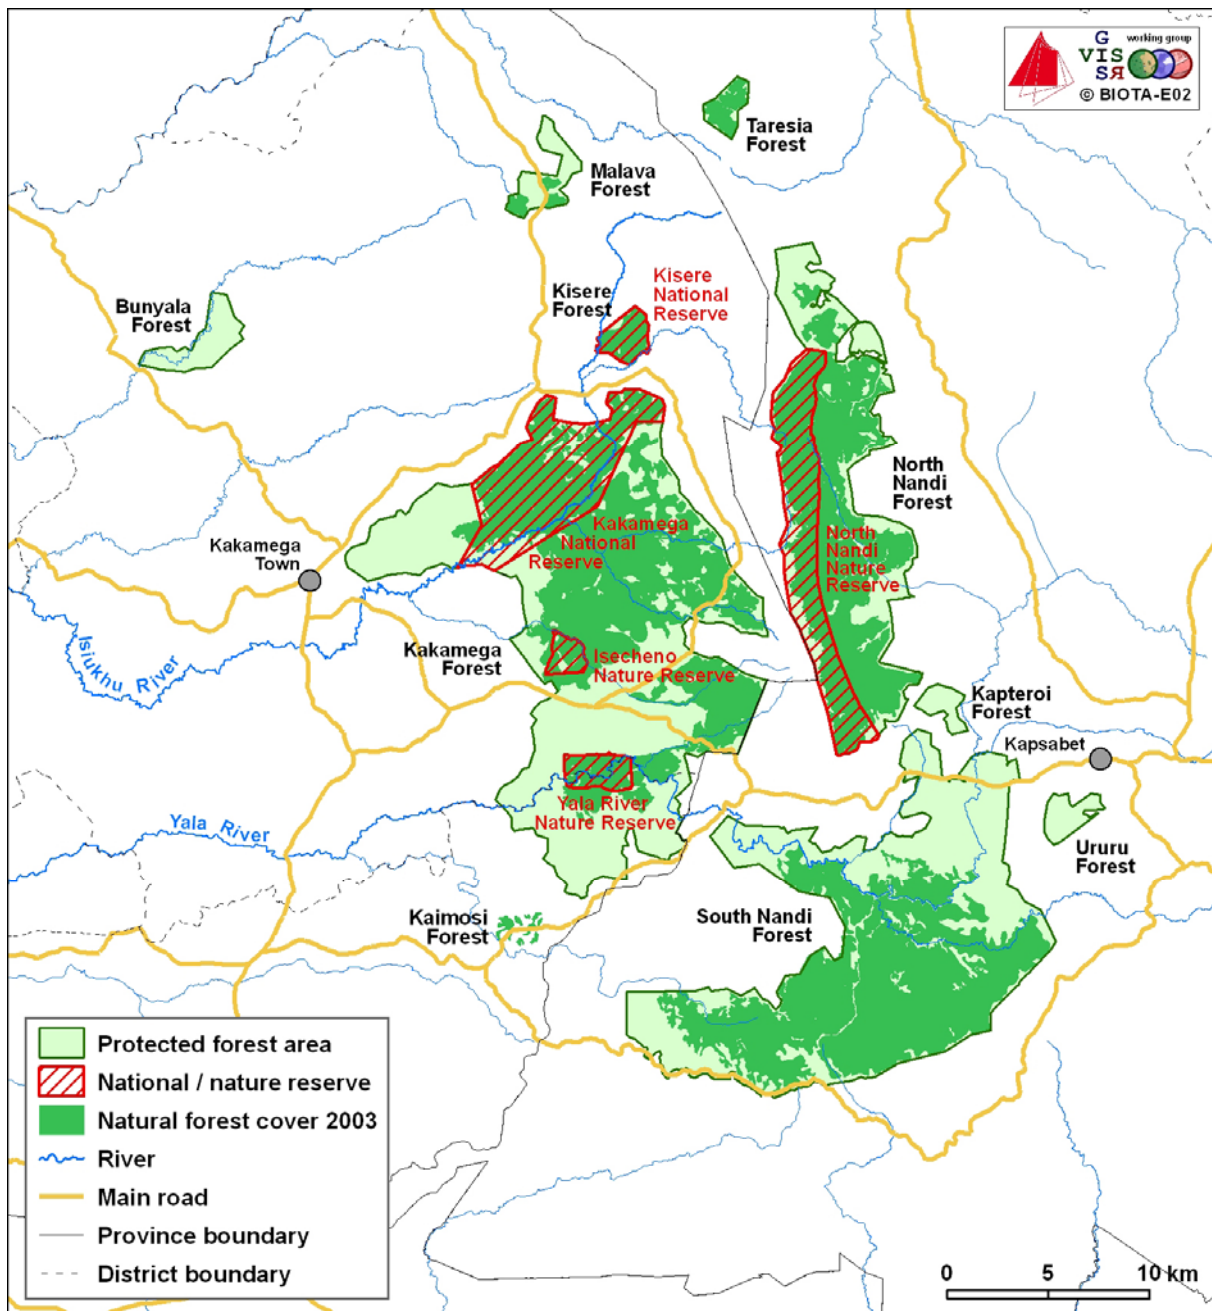 G
VIS
SR
working group
© BIOTA-E02
Taresia
Forest
Malava
Forest
Kisere
Forest
Kisere
National
Reserve
Bunyala
Forest
North
Nandi
Forest
Kakamega
National
Reserve
North
Nandi
Nature
Reserve
Kakamega
Town
Isiukhu River
Kakamega
Forest
Isecheno
Nature Reserve
Kapteroi
Forest
Kapsabet
Yala River
Nature Reserve
Yala River
Ururu
Forest
Kaimosi
Forest
South Nandi
Forest
Protected forest area
National / nature reserve
Natural forest cover 2003
River
Main road
Province boundary
District boundary
0 5 10 km